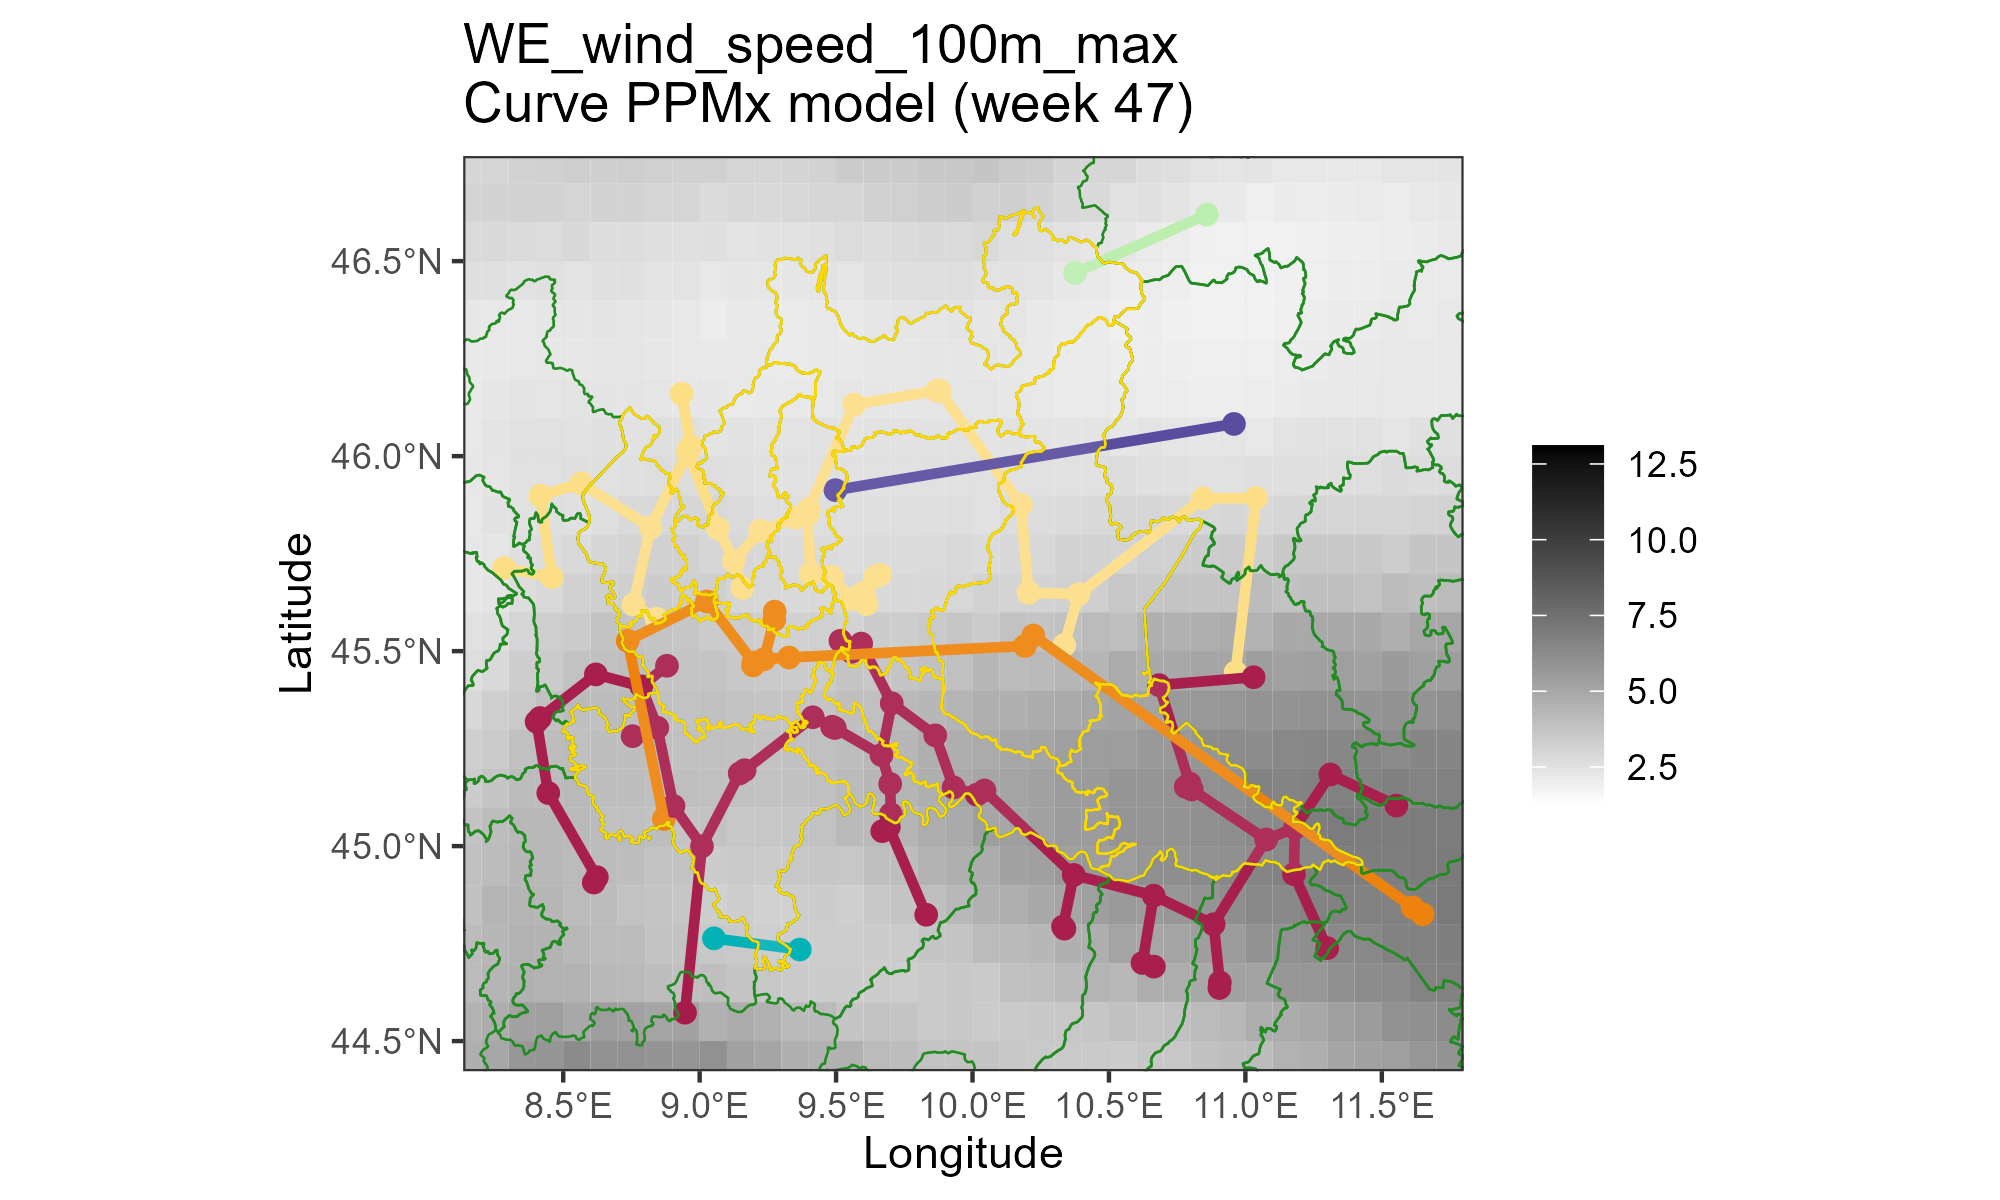 WE_wind_speed_100m_max
Curve PPMx model (week 47)
46.5°N
46.0°N
45.5°N
45.0°N
44.5°N
Latitude
8.5°E 9.0°E 9.5°E 10.0°E 10.5°E 11.0°E 11.5°E
Longitude
12.5
10.0
7.5
5.0
2.5